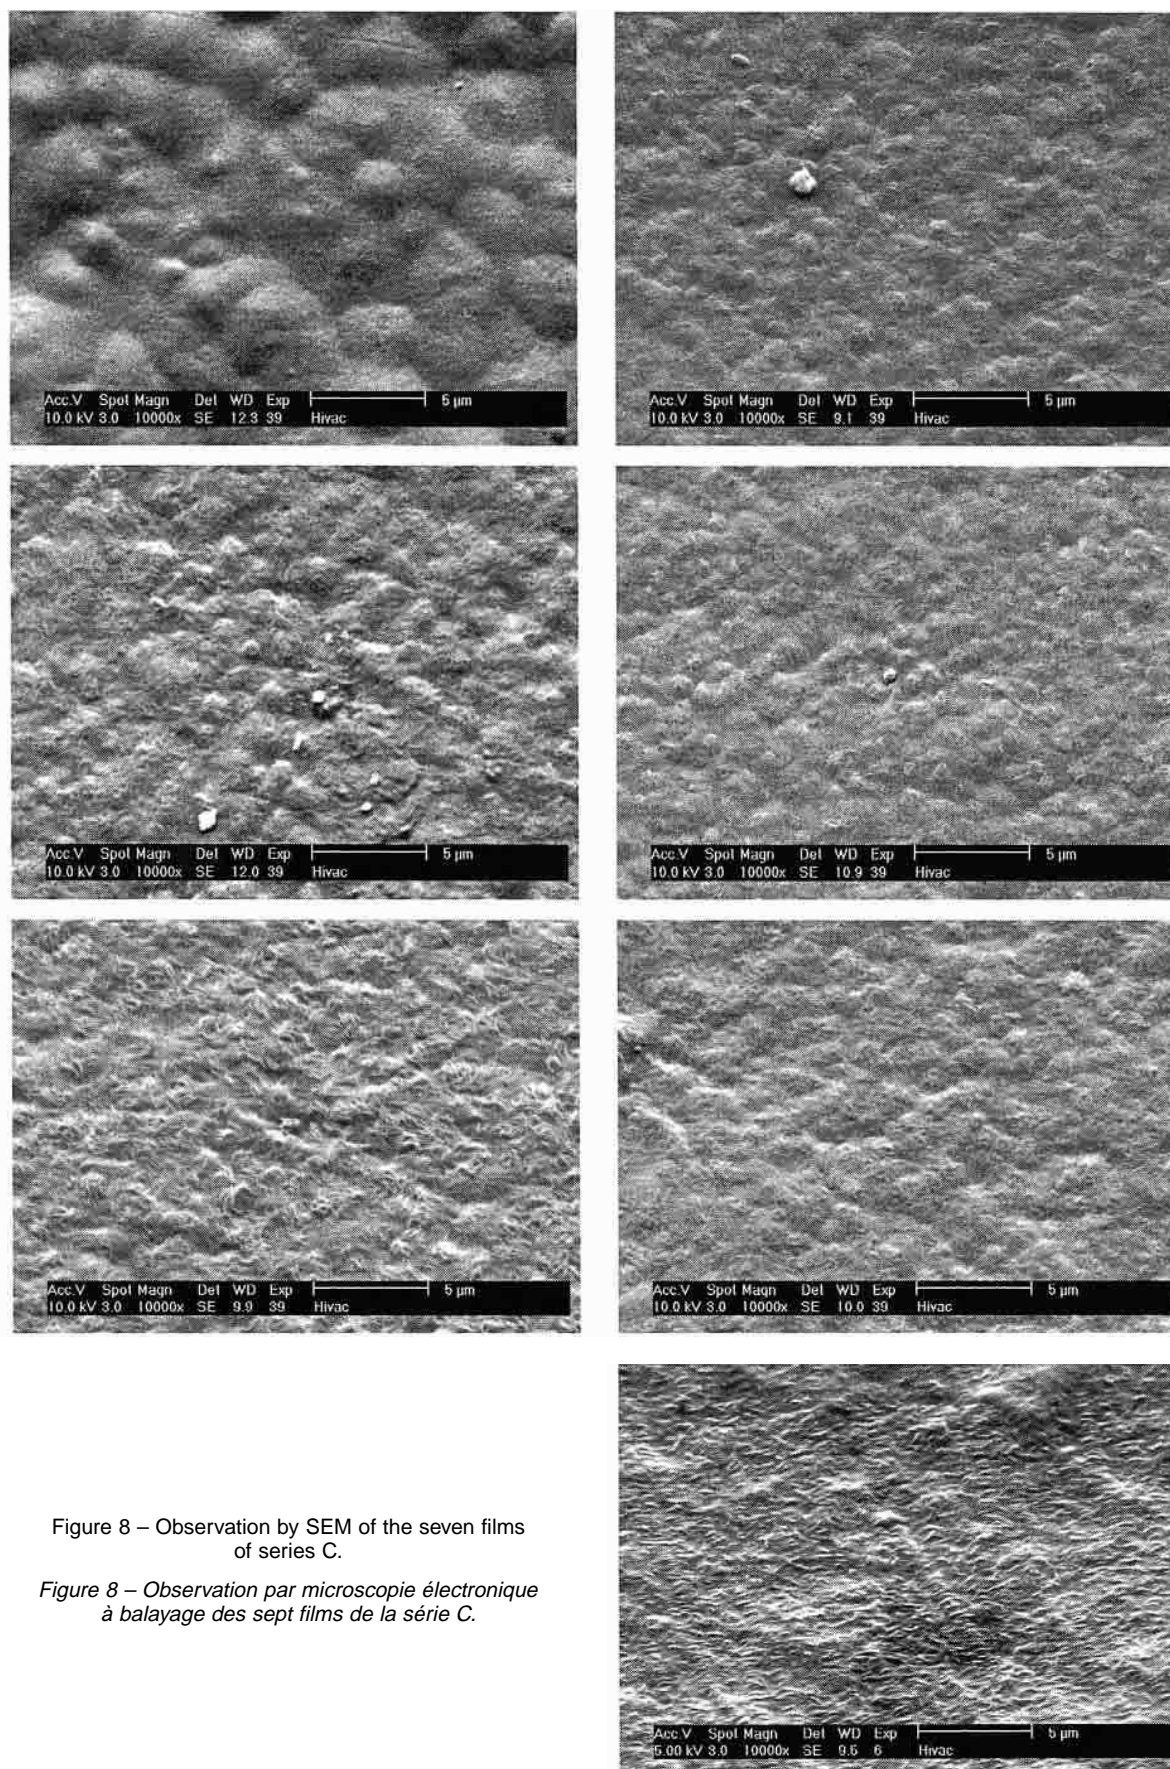 Acc.V Spot Magn Det WD Exp 5 µm
10.0 kV 3.0 10000x SE 12.3 39 Hivac
Acc.V Spot Magn Det WD Exp 5 µm
10.0 kV 3.0 10000x SE 9.1 39 Hivac
Acc.V Spot Magn Det WD Exp 5 µm
10.0 kV 3.0 10000x SE 12.0 39 Hivac
Acc.V Spot Magn Det WD Exp 5 µm
10.0 kV 3.0 10000x SE 10.9 39 Hivac
Acc.V Spot Magn Det WD Exp 5 µm
10.0 kV 3.0 10000x SE 9.9 39 Hivac
Acc.V Spot Magn Det WD Exp 5 µm
10.0 kV 3.0 10000x SE 10.0 39 Hivac
Figure 8 – Observation by SEM of the seven films
of series C.
Figure 8 – Observation par microscopie électronique
à balayage des sept films de la série C.
Acc.V Spot Magn Det WD Exp 5 µm
5.00 kV 3.0 10000x SE 9.5 6 Hivac